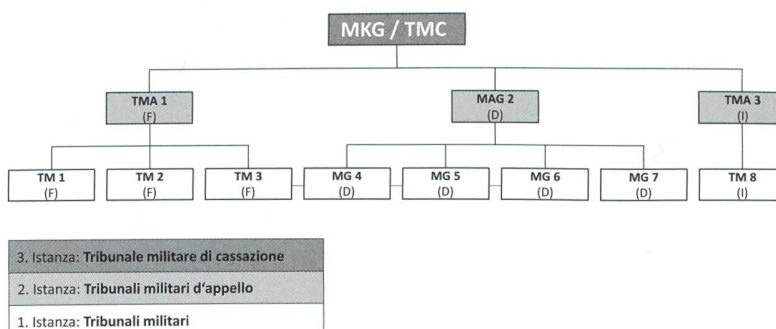 MKG / TMC
TMA 1
(F)
MAG 2
(D)
TMA 3
(I)
TM 1
(F)
TM 2
(F)
TM 3
(F)
MG 4
(D)
MG 5
(D)
MG 6
(D)
MG 7
(D)
TM 8
(I)
3. Istanza: Tribunale militare di cassazione
2. Istanza: Tribunali militari d'appello
1. Istanza: Tribunali militari